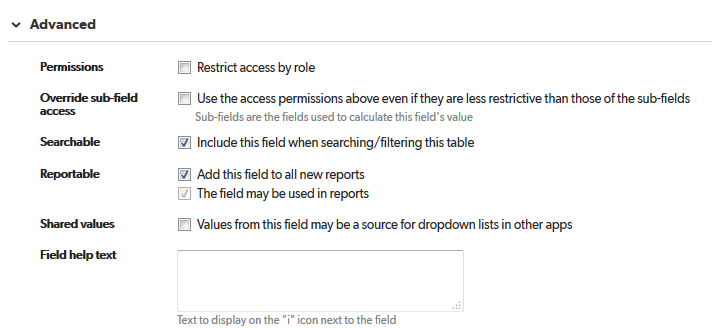 Advanced
Permissions Restrict access by role
Override sub-field access Use the access permissions above even if they are less restrictive than those of the sub-fields
Sub-fields are the fields used to calculate this field's value
Searchable Include this field when searching/filtering this table
Reportable Add this field to all new reports
The field may be used in reports
Shared values Values from this field may be a source for dropdown lists in other apps
Field help text
Text to display on the "i" icon next to the field